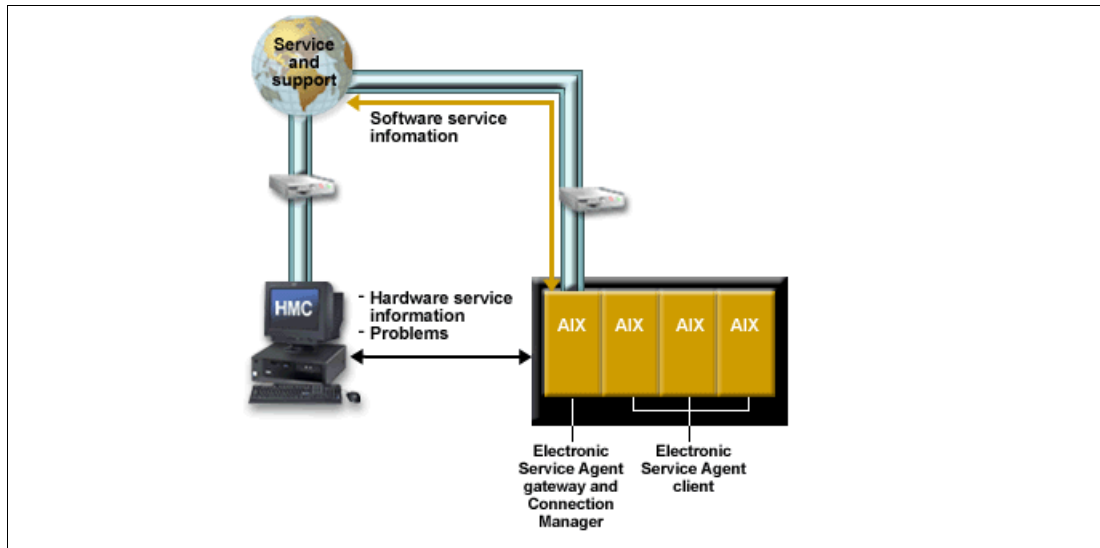 Service
and
support
Software service
infomation
HMC
- Hardware service
information
- Problems
AIX AIX AIX AIX
Electronic
Service Agent
gateway and
Connection
Manager
Electronic
Service Agent
client